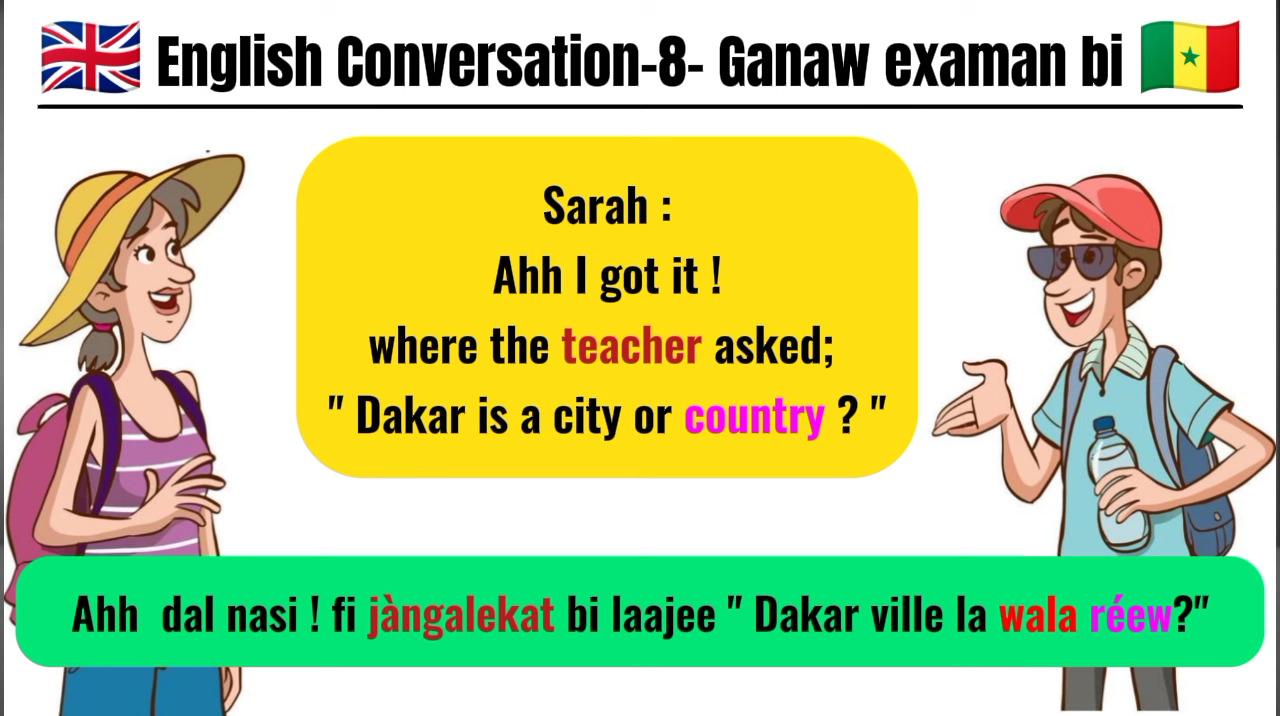 English Conversation-8- Ganaw examan bi
Sarah :
Ahh I got it !
where the teacher asked;
" Dakar is a city or country ? "
Ahh dal nasi ! fi jàngalekat bi laajee " Dakar ville la wala réew?"